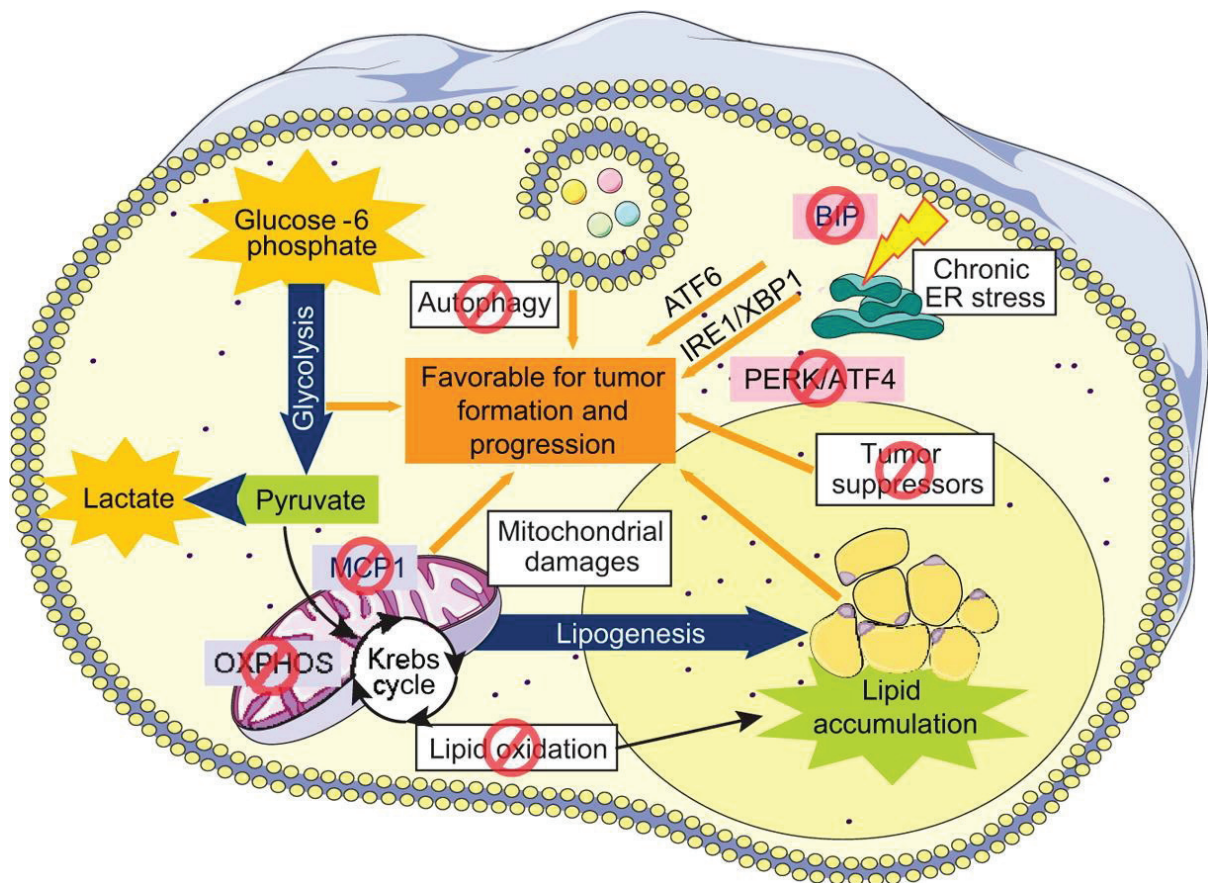 Glucose -6
phosphate
BIP
Chronic
ER stress
Autophagy
ATF6
IRE1/XBP1
Glycolysis
PERK/ATF4
Favorable for tumor
formation and
progression
Tumor
suppressors
Lactate
Pyruvate
Mitochondrial
damages
MCP1
Lipogenesis
OXPHOS
Krebs
cycle
Lipid
accumulation
Lipid oxidation